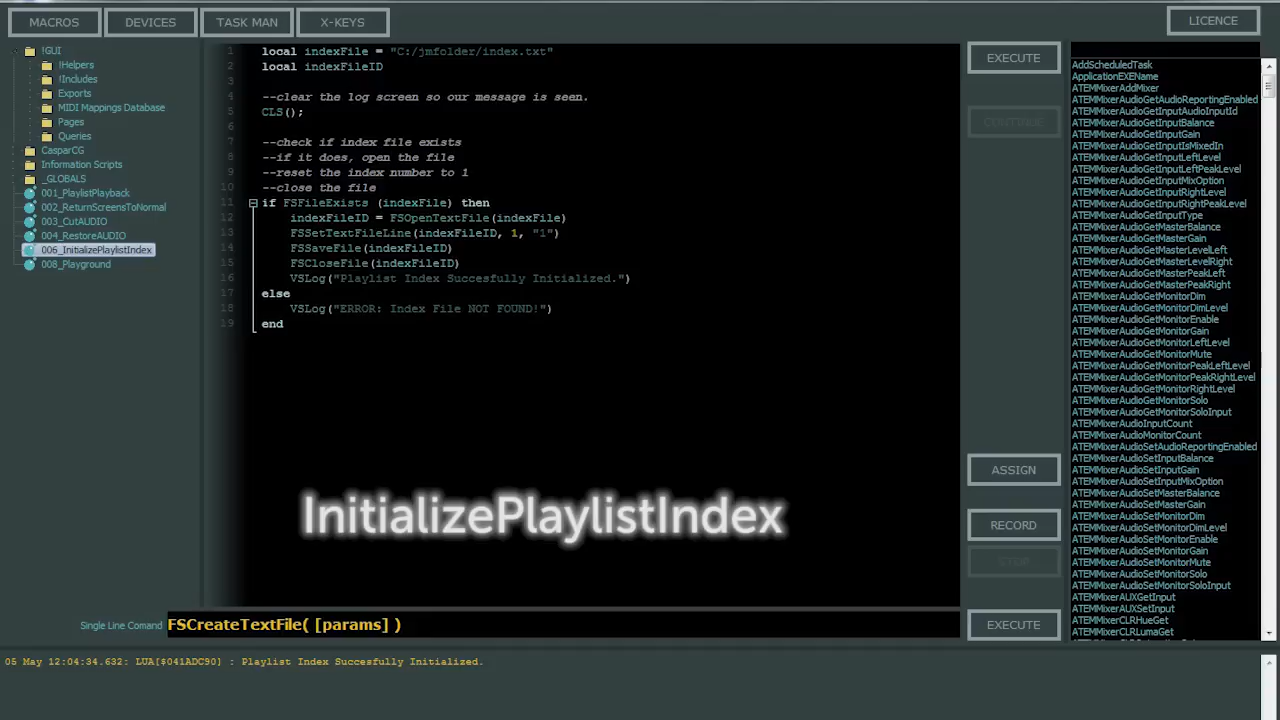 MACROS
DEVICES
TASK MAN
X-KEYS
LICENCE
!GUI
!Helpers
!Includes
Exports
MIDI Mappings Database
Pages
Queries
CasparCG
Information Scripts
_GLOBALS
001_PlaylistPlayback
002_ReturnScreensToNormal
003_CutAUDIO
004_RestoreAUDIO
006_InitializePlaylistIndex
008_Playground
1 local indexFile = "C:/jmfolder/index.txt"
2 local indexFileID
3
4 --clear the log screen so our message is seen.
5 CLS();
6
7 --check if index file exists
8 --if it does, open the file
9 --reset the index number to 1
10 --close the file
11 if FSFileExists (indexFile) then
12 indexFileID = FSOpenTextFile(indexFile)
13 FSSetTextFileLine(indexFileID, 1, "1")
14 FSSaveFile(indexFileID)
15 FSCloseFile(indexFileID)
16 VSLog("Playlist Index Succesfully Initialized.")
17 else
18 VSLog("ERROR: Index File NOT FOUND!")
19 end
InitializePlaylistIndex
Single Line Comand FSCreateTextFile( [params] )
EXECUTE
CONTINUE
ASSIGN
RECORD
STOP
EXECUTE
AddScheduledTask
ApplicationEXEName
ATEMMixerAddMixer
ATEMMixerAudioGetAudioReportingEnabled
ATEMMixerAudioGetInputAudioInputId
ATEMMixerAudioGetInputBalance
ATEMMixerAudioGetInputGain
ATEMMixerAudioGetInputIsMixedIn
ATEMMixerAudioGetInputLeftLevel
ATEMMixerAudioGetInputLeftPeakLevel
ATEMMixerAudioGetInputMixOption
ATEMMixerAudioGetInputRightLevel
ATEMMixerAudioGetInputRightPeakLevel
ATEMMixerAudioGetInputType
ATEMMixerAudioGetMasterBalance
ATEMMixerAudioGetMasterGain
ATEMMixerAudioGetMasterLevelLeft
ATEMMixerAudioGetMasterLevelRight
ATEMMixerAudioGetMasterPeakLeft
ATEMMixerAudioGetMasterPeakRight
ATEMMixerAudioGetMonitorDim
ATEMMixerAudioGetMonitorDimLevel
ATEMMixerAudioGetMonitorEnable
ATEMMixerAudioGetMonitorGain
ATEMMixerAudioGetMonitorLeftLevel
ATEMMixerAudioGetMonitorMute
ATEMMixerAudioGetMonitorPeakLeftLevel
ATEMMixerAudioGetMonitorPeakRightLevel
ATEMMixerAudioGetMonitorRightLevel
ATEMMixerAudioGetMonitorSolo
ATEMMixerAudioGetMonitorSoloInput
ATEMMixerAudioInputCount
ATEMMixerAudioMonitorCount
ATEMMixerAudioSetAudioReportingEnabled
ATEMMixerAudioSetInputBalance
ATEMMixerAudioSetInputGain
ATEMMixerAudioSetInputMixOption
ATEMMixerAudioSetMasterBalance
ATEMMixerAudioSetMasterGain
ATEMMixerAudioSetMonitorDim
ATEMMixerAudioSetMonitorDimLevel
ATEMMixerAudioSetMonitorEnable
ATEMMixerAudioSetMonitorGain
ATEMMixerAudioSetMonitorMute
ATEMMixerAudioSetMonitorSolo
ATEMMixerAudioSetMonitorSoloInput
ATEMMixerAUXGetInput
ATEMMixerAUXSetInput
ATEMMixerCLRHueGet
ATEMMixerCLRLumaGet
05 May 12:04:34.632: LUA[$041ADC90] : Playlist Index Succesfully Initialized.